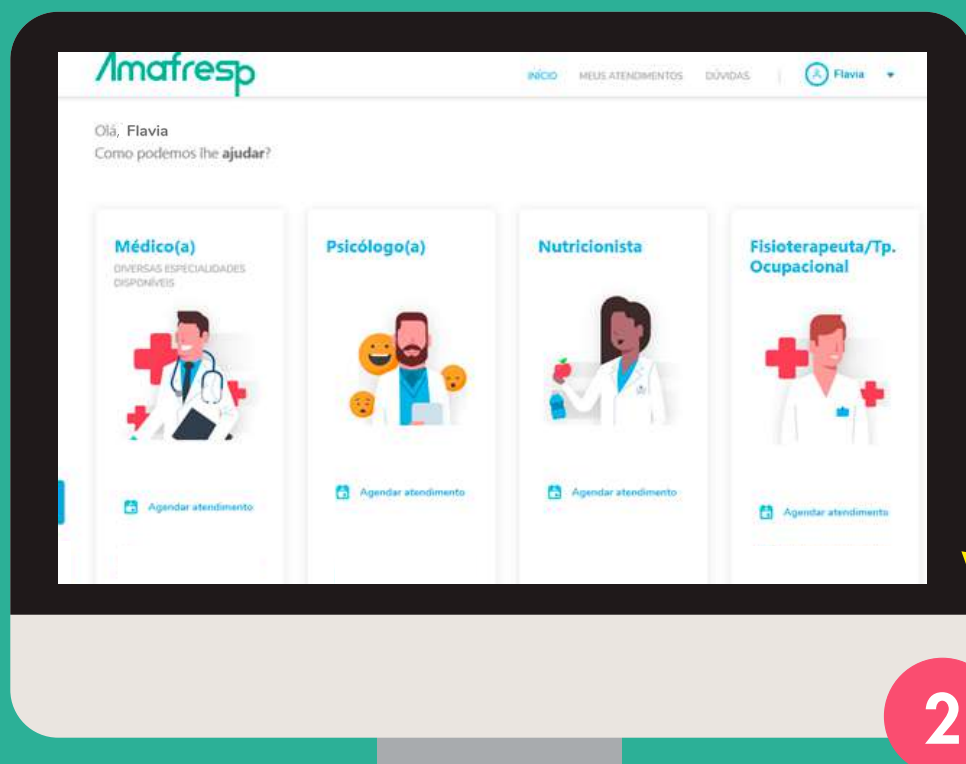 Amafresp
INÍCIO MEUS ATENDIMENTOS DÚVIDAS Flavia
Olá, Flavia
Como podemos lhe ajudar?
Médico(a)
DIVERSAS ESPECIALIDADES
DISPONÍVEIS
Agendar atendimento
Psicólogo(a)
Agendar atendimento
Nutricionista
Agendar atendimento
Fisioterapeuta/Tp.
Ocupacional
Agendar atendimento
2